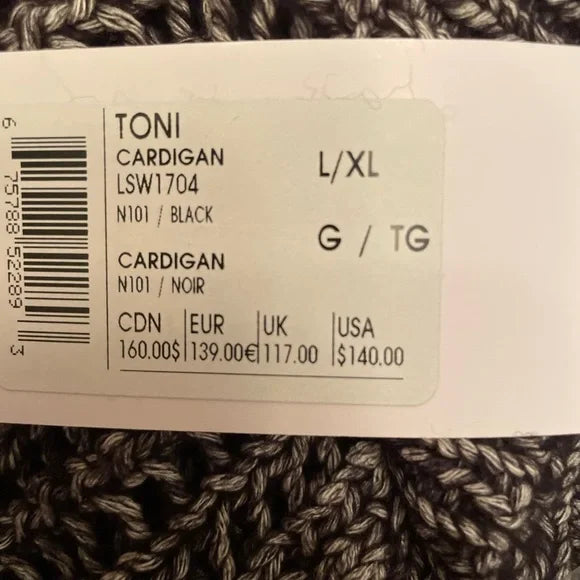 TONI
CARDIGAN
LSW1704
N101 / BLACK
L/XL
CARDIGAN
N101 / NOIR
G / TG
CDN EUR UK USA
160.00$ 139.00€ 117.00 $140.00
6 75788 52289 3